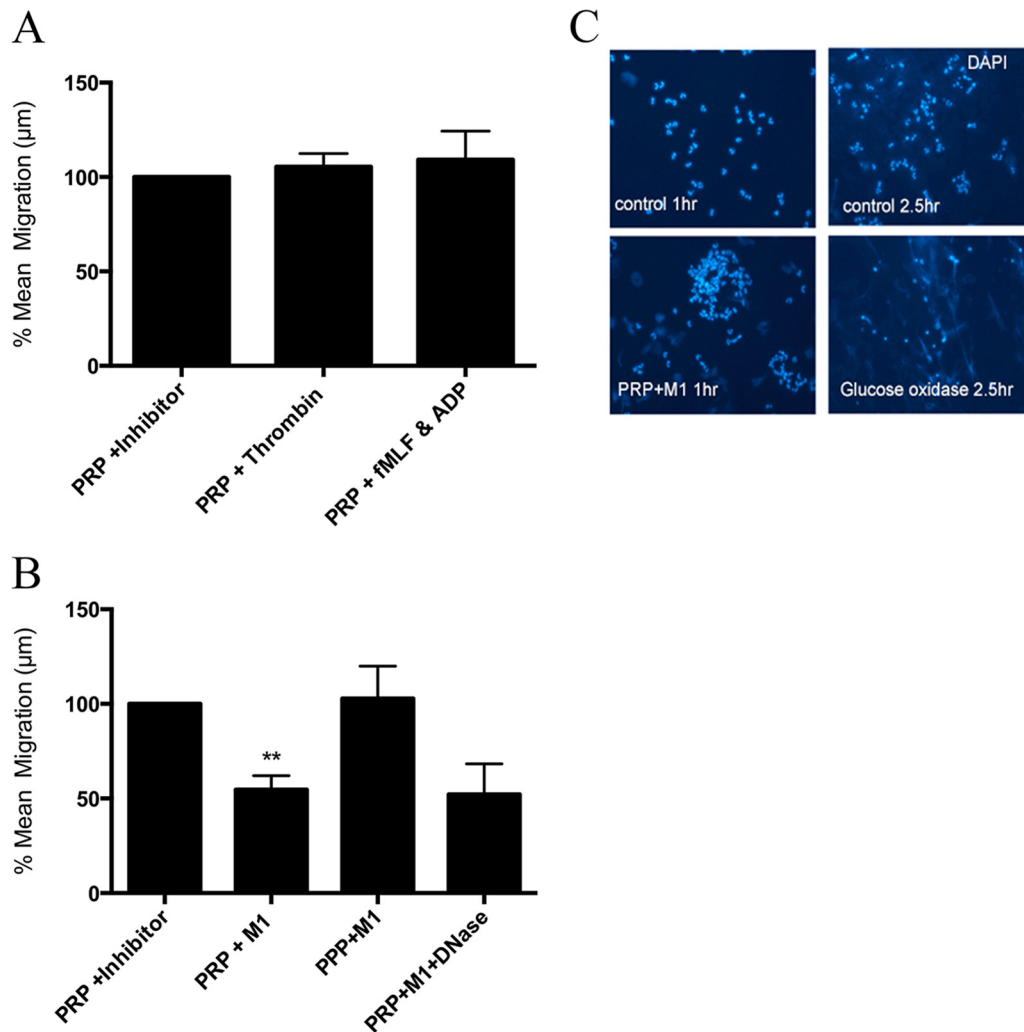 A
% Mean Migration (µm)
150
100
50
0
PRP +Inhibitor
PRP + Thrombin
PRP + fMLF & ADP
B
% Mean Migration (µm)
150
100
50
0
**
PRP +Inhibitor
PRP + M1
PPP+M1
PRP+M1+DNase
C
DAPI
control 1hr
control 2.5hr
PRP+M1 1hr
Glucose oxidase 2.5hr